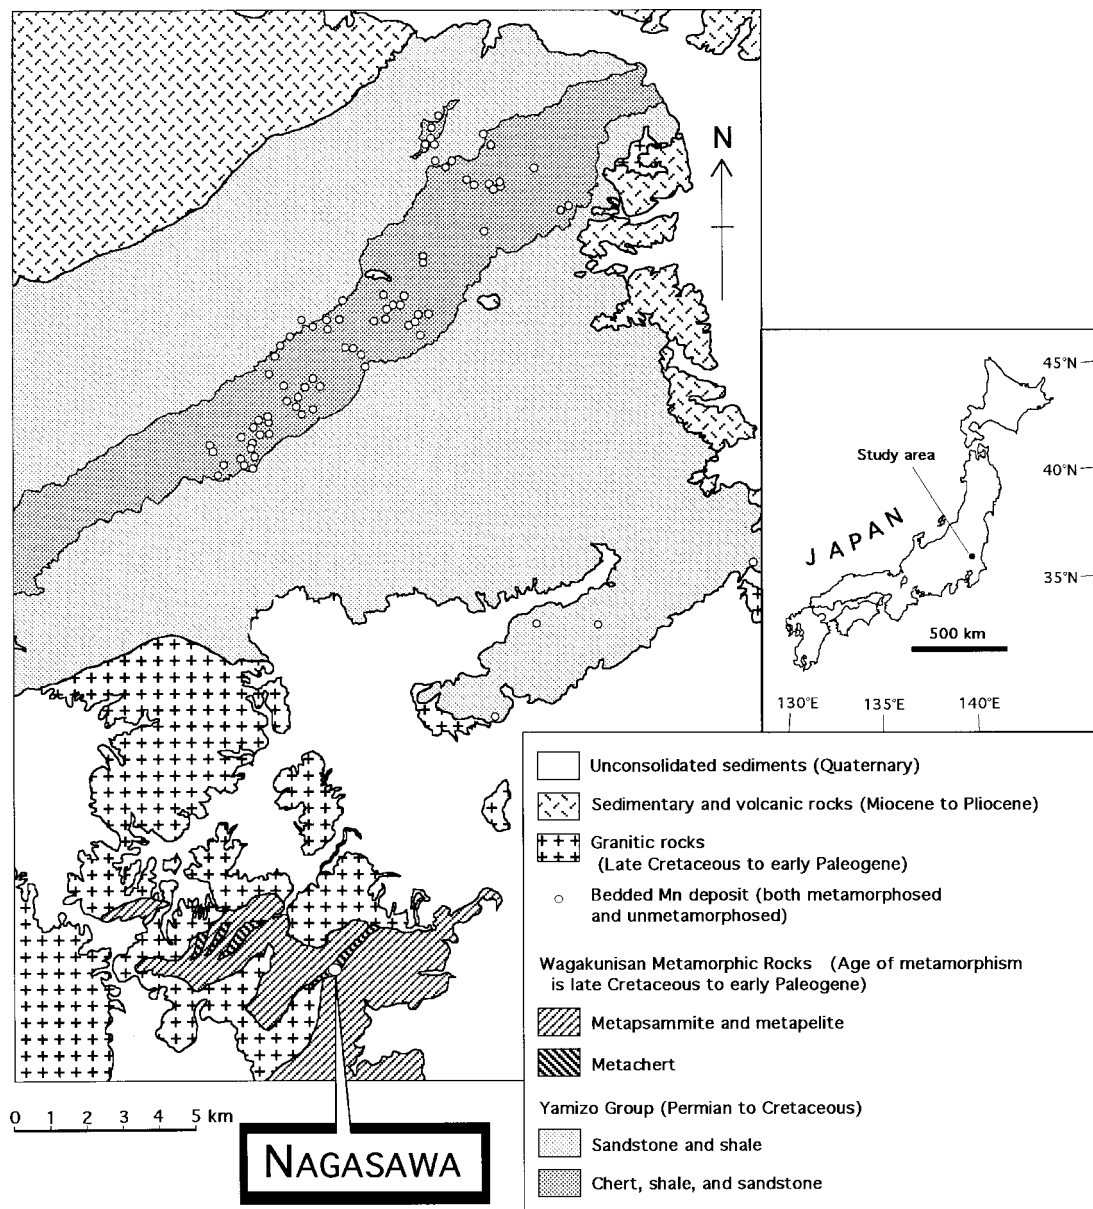 N
45°N
Study area
40°N
JAPAN
35°N
500 km
130°E
135°E
140°E
Unconsolidated sediments (Quaternary)
Sedimentary and volcanic rocks (Miocene to Pliocene)
Granitic rocks
(Late Cretaceous to early Paleogene)
Bedded Mn deposit (both metamorphosed
and unmetamorphosed)
Wagakunisan Metamorphic Rocks (Age of metamorphism
is late Cretaceous to early Paleogene)
Metapsammite and metapelite
Metachert
Yamizo Group (Permian to Cretaceous)
Sandstone and shale
Chert, shale, and sandstone
0 1 2 3 4 5 km
NAGASAWA